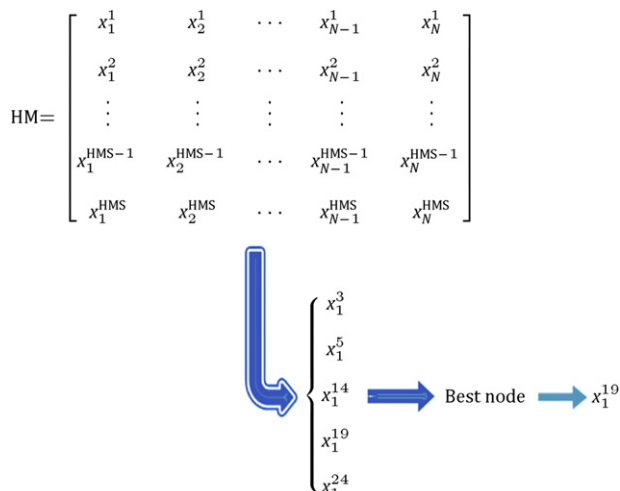 x_1^1 x_2^1 ⋯ x_{N−1}^1 x_N^1
x_1^2 x_2^2 ⋯ x_{N−1}^2 x_N^2
⋮ ⋮ ⋮ ⋮ ⋮
HM=
x_1^{HMS−1} x_2^{HMS−1} ⋯ x_{N−1}^{HMS−1} x_N^{HMS−1}
x_1^{HMS} x_2^{HMS} ⋯ x_{N−1}^{HMS} x_N^{HMS}
x_1^3
x_1^5
x_1^{14} Best node x_1^{19}
x_1^{19}
x_1^{24}